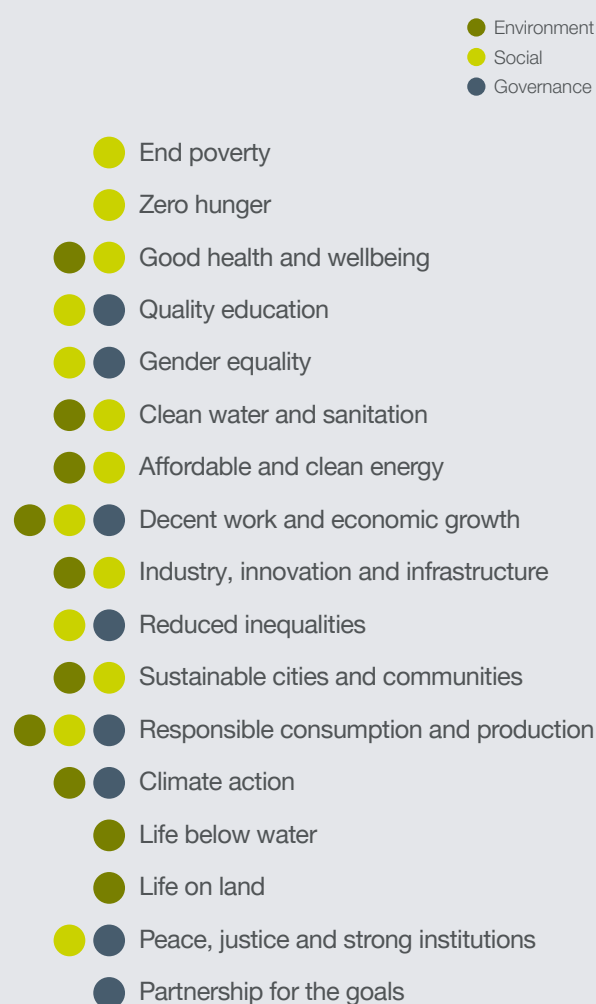 Environment
Social
Governance
End poverty
Zero hunger
Good health and wellbeing
Quality education
Gender equality
Clean water and sanitation
Affordable and clean energy
Decent work and economic growth
Industry, innovation and infrastructure
Reduced inequalities
Sustainable cities and communities
Responsible consumption and production
Climate action
Life below water
Life on land
Peace, justice and strong institutions
Partnership for the goals